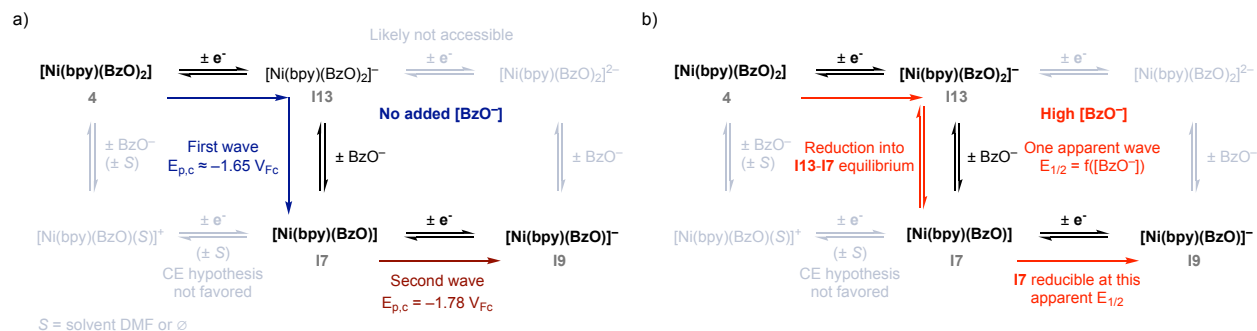 a)
Likely not accessible
± e-
± e-
[Ni(bpy)(BzO)₂]
[Ni(bpy)(BzO)₂]⁻
[Ni(bpy)(BzO)₂]²⁻
4
I13
No added [BzO⁻]
± BzO⁻
(± S)
First wave
Eₚ,c ≈ –1.65 V_Fc
± BzO⁻
± BzO⁻
± e-
± e-
[Ni(bpy)(BzO)(S)]⁺
[Ni(bpy)(BzO)]
[Ni(bpy)(BzO)]⁻
(± S)
I7
I9
CE hypothesis
not favored
Second wave
Eₚ,c = –1.78 V_Fc
S = solvent DMF or ∅
b)
± e-
± e-
[Ni(bpy)(BzO)₂]
[Ni(bpy)(BzO)₂]⁻
[Ni(bpy)(BzO)₂]²⁻
4
I13
High [BzO⁻]
± BzO⁻
(± S)
Reduction into
I13-I7 equilibrium
± BzO⁻
One apparent wave
E₁/₂ = f([BzO⁻])
± BzO⁻
± e-
± e-
[Ni(bpy)(BzO)(S)]⁺
[Ni(bpy)(BzO)]
[Ni(bpy)(BzO)]⁻
(± S)
I7
I9
CE hypothesis
not favored
I7 reducible at this
apparent E₁/₂